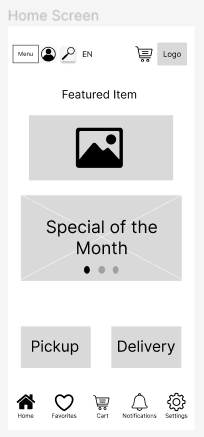 Home Screen
Menu
EN
Logo
Featured Item
Special of the
Month
Pickup
Delivery
Home
Favorites
Cart
Notifications
Settings